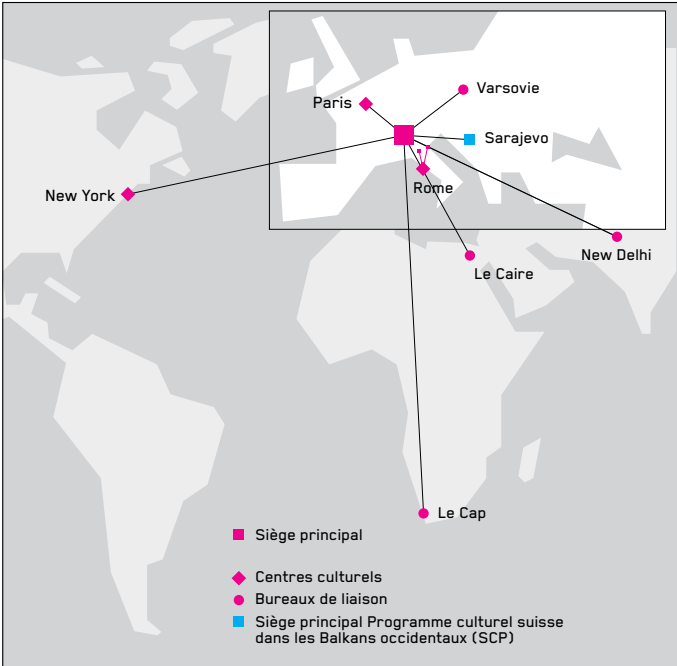 Varsovie
Paris
Sarajevo
Rome
New York
New Delhi
Le Caire
Le Cap
Siège principal
Centres culturels
Bureaux de liaison
Siège principal Programme culturel suisse
dans les Balkans occidentaux (SCP)